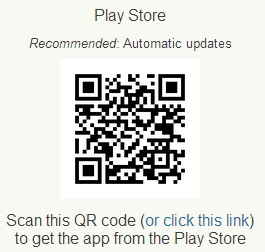 Play Store
Recommended: Automatic updates
Scan this QR code (or click this link)
to get the app from the Play Store